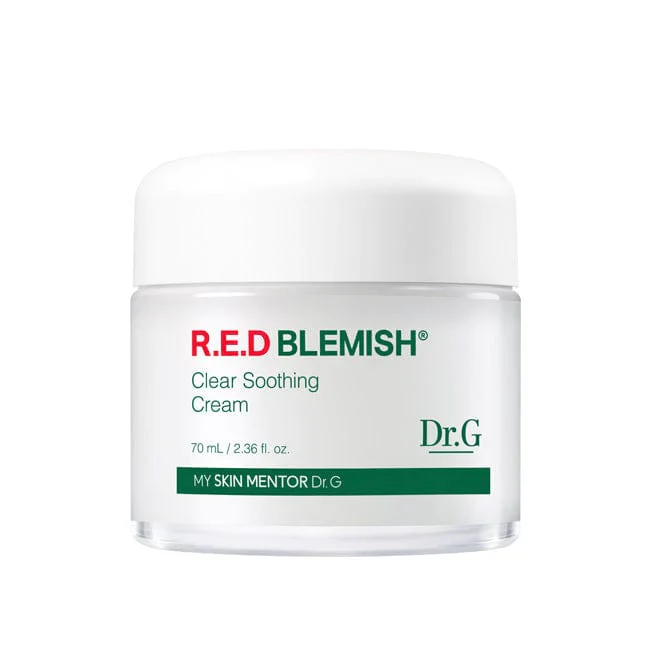 R.E.D BLEMISH®
Clear Soothing
Cream
70 mL / 2.36 fl. oz.
Dr.G
MY SKIN MENTOR Dr.G